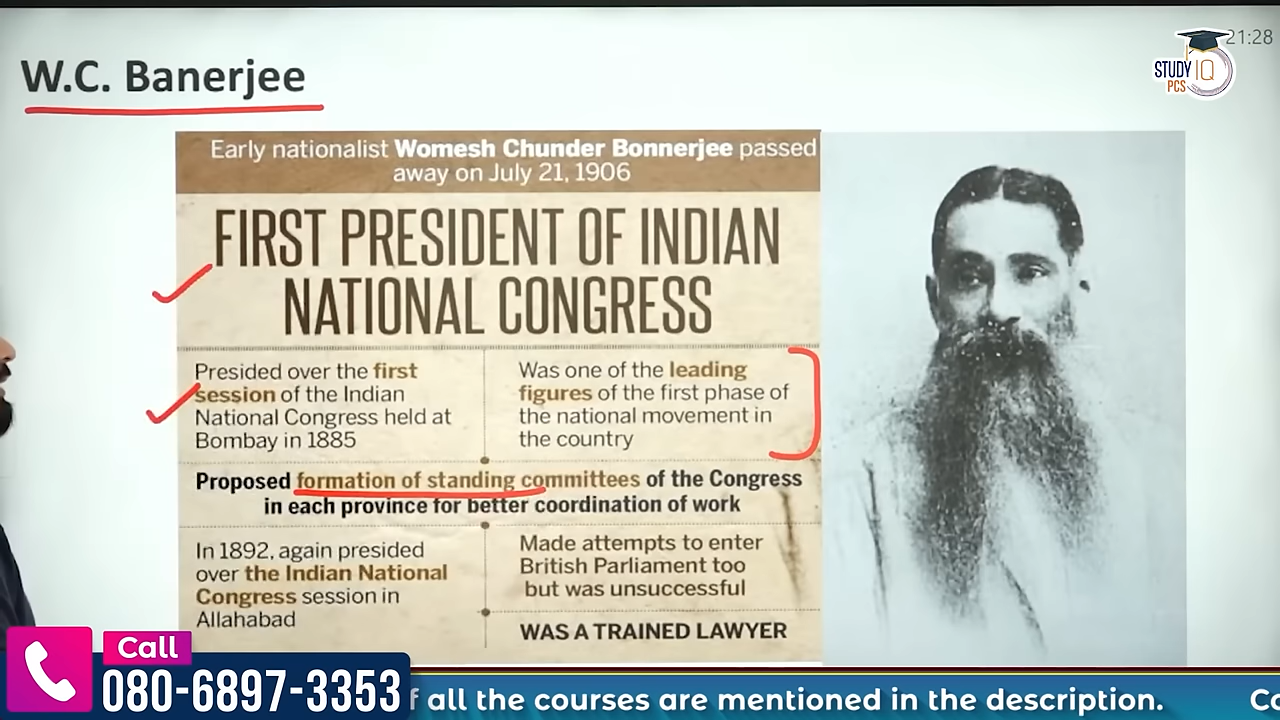 21:28
STUDY IQ
PCS
W.C. Banerjee
Early nationalist Womesh Chunder Bonnerjee passed
away on July 21, 1906
FIRST PRESIDENT OF INDIAN
NATIONAL CONGRESS
Presided over the first
session of the Indian
National Congress held at
Bombay in 1885
Was one of the leading
figures of the first phase of
the national movement in
the country
Proposed formation of standing committees of the Congress
in each province for better coordination of work
In 1892, again presided
over the Indian National
Congress session in
Allahabad
Made attempts to enter
British Parliament too
but was unsuccessful
WAS A TRAINED LAWYER
Call
080-6897-3353
f all the courses are mentioned in the description.
Co